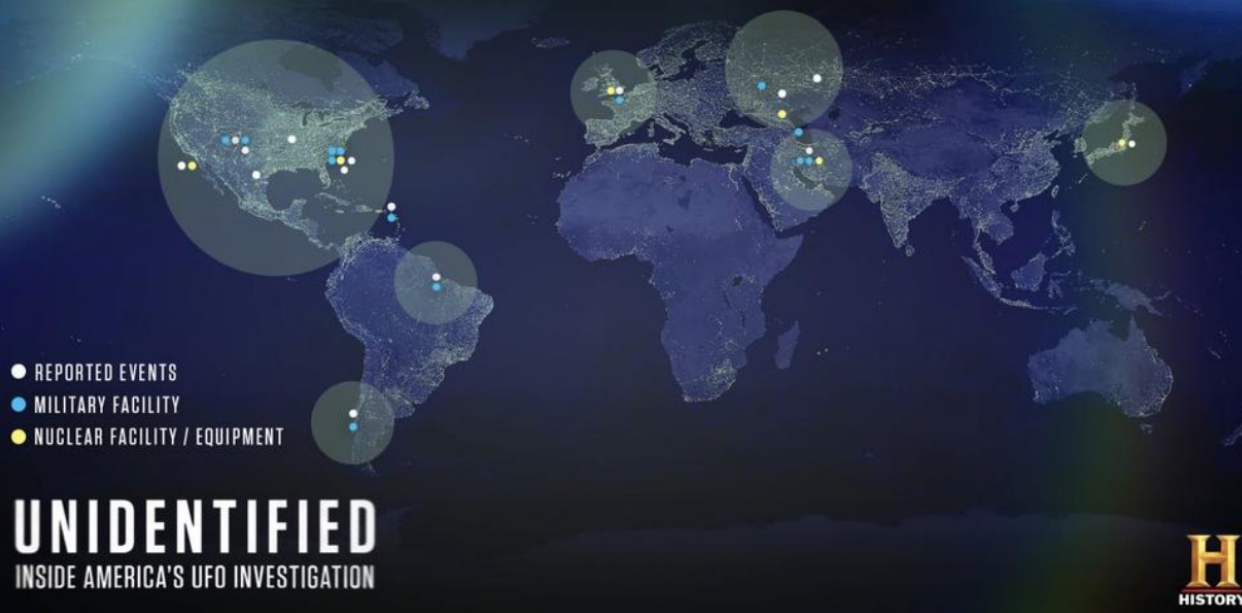 REPORTED EVENTS
MILITARY FACILITY
NUCLEAR FACILITY / EQUIPMENT
UNIDENTIFIED
INSIDE AMERICA'S UFO INVESTIGATION
H
HISTORY